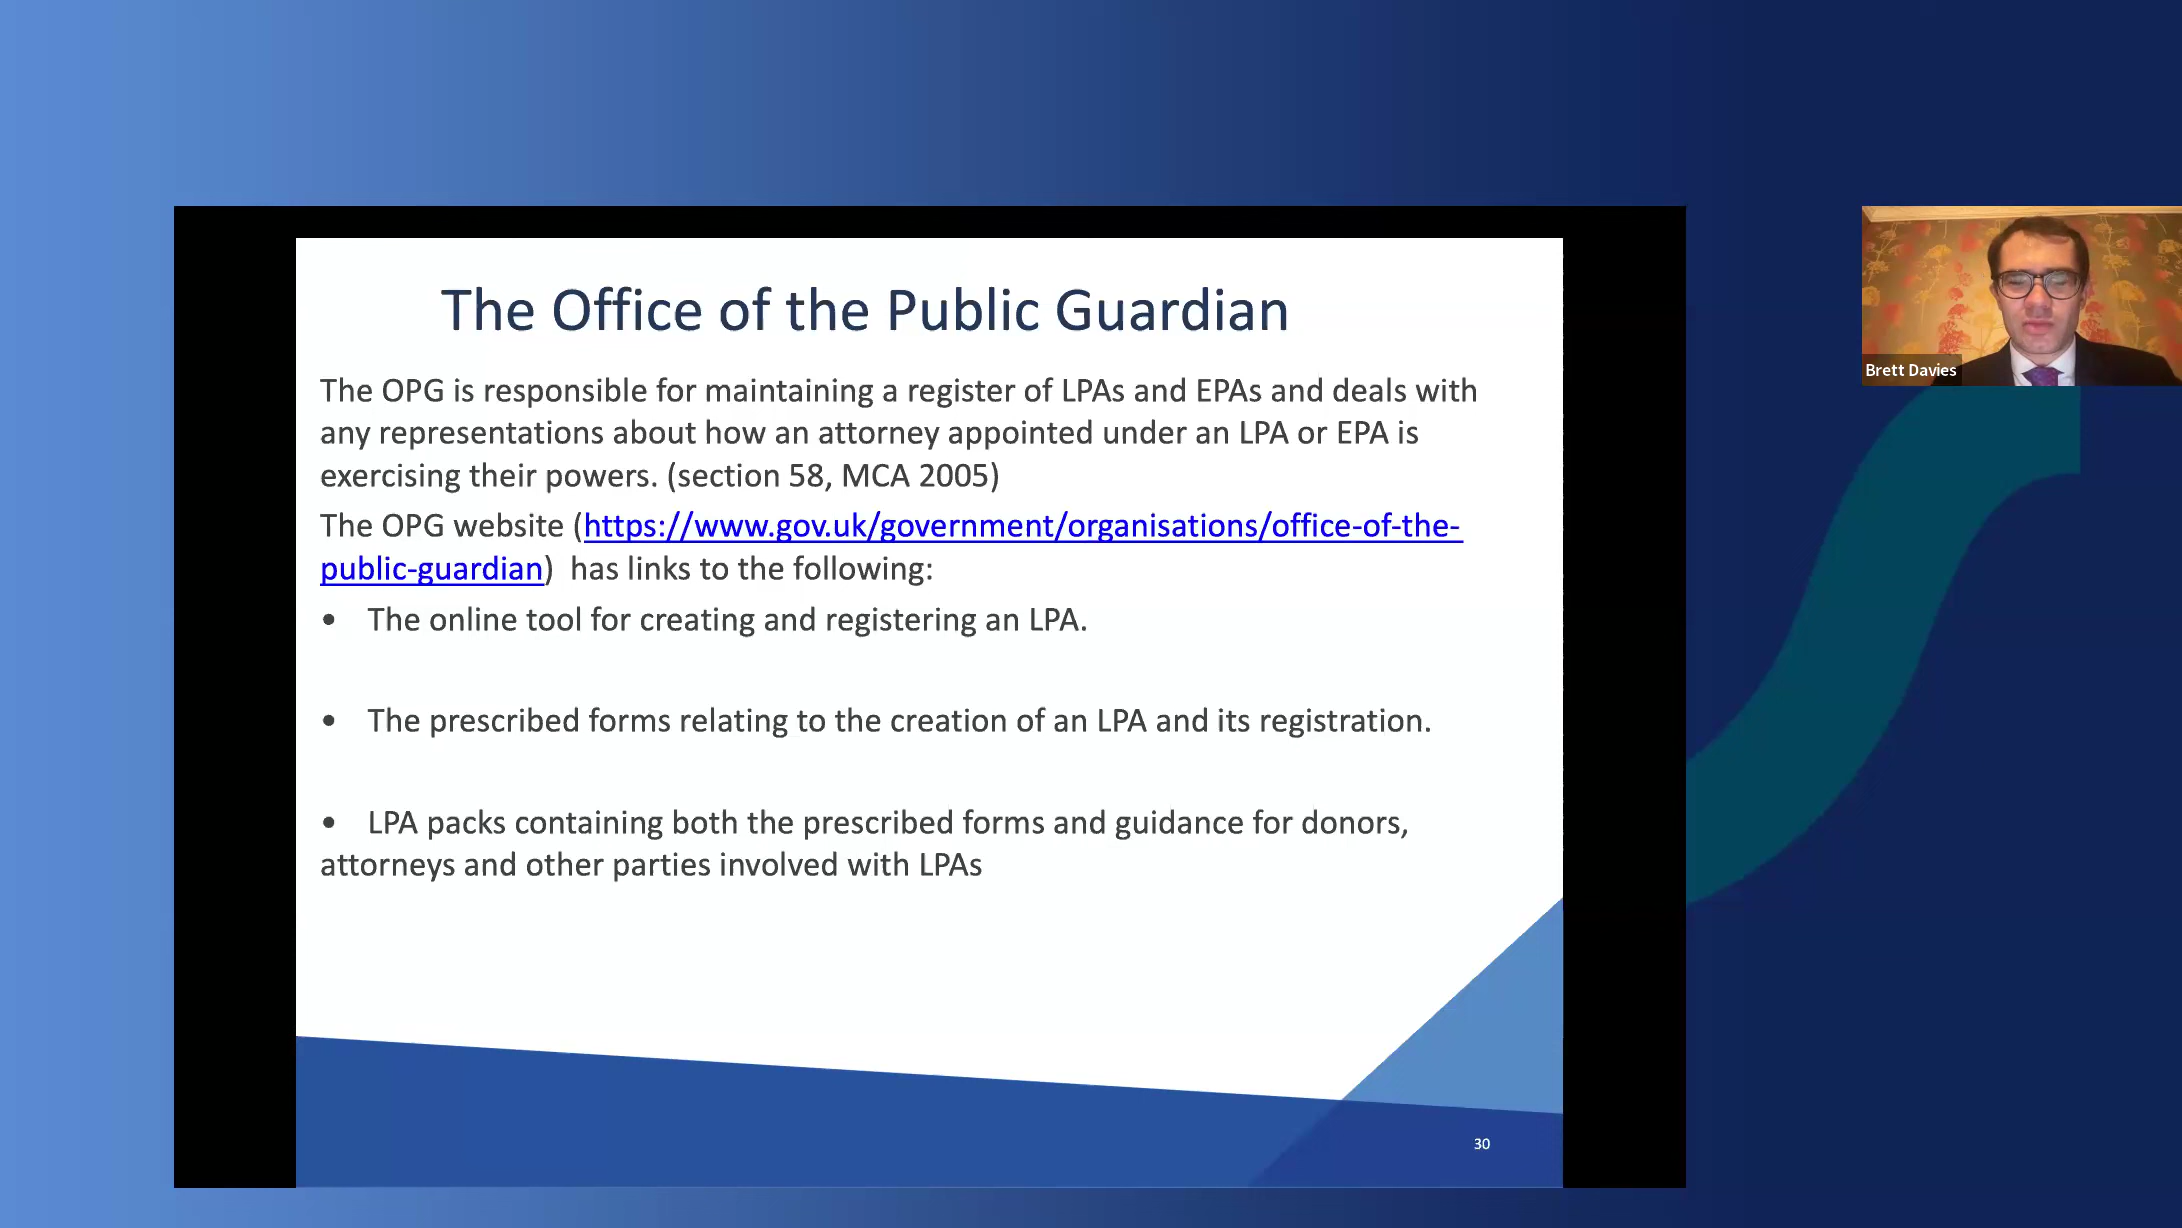 The Office of the Public Guardian
The OPG is responsible for maintaining a register of LPAs and EPAs and deals with
any representations about how an attorney appointed under an LPA or EPA is
exercising their powers. (section 58, MCA 2005)
The OPG website (https://www.gov.uk/government/organisations/office-of-the-
public-guardian)  has links to the following:
• The online tool for creating and registering an LPA.
• The prescribed forms relating to the creation of an LPA and its registration.
• LPA packs containing both the prescribed forms and guidance for donors,
attorneys and other parties involved with LPAs
30
Brett Davies